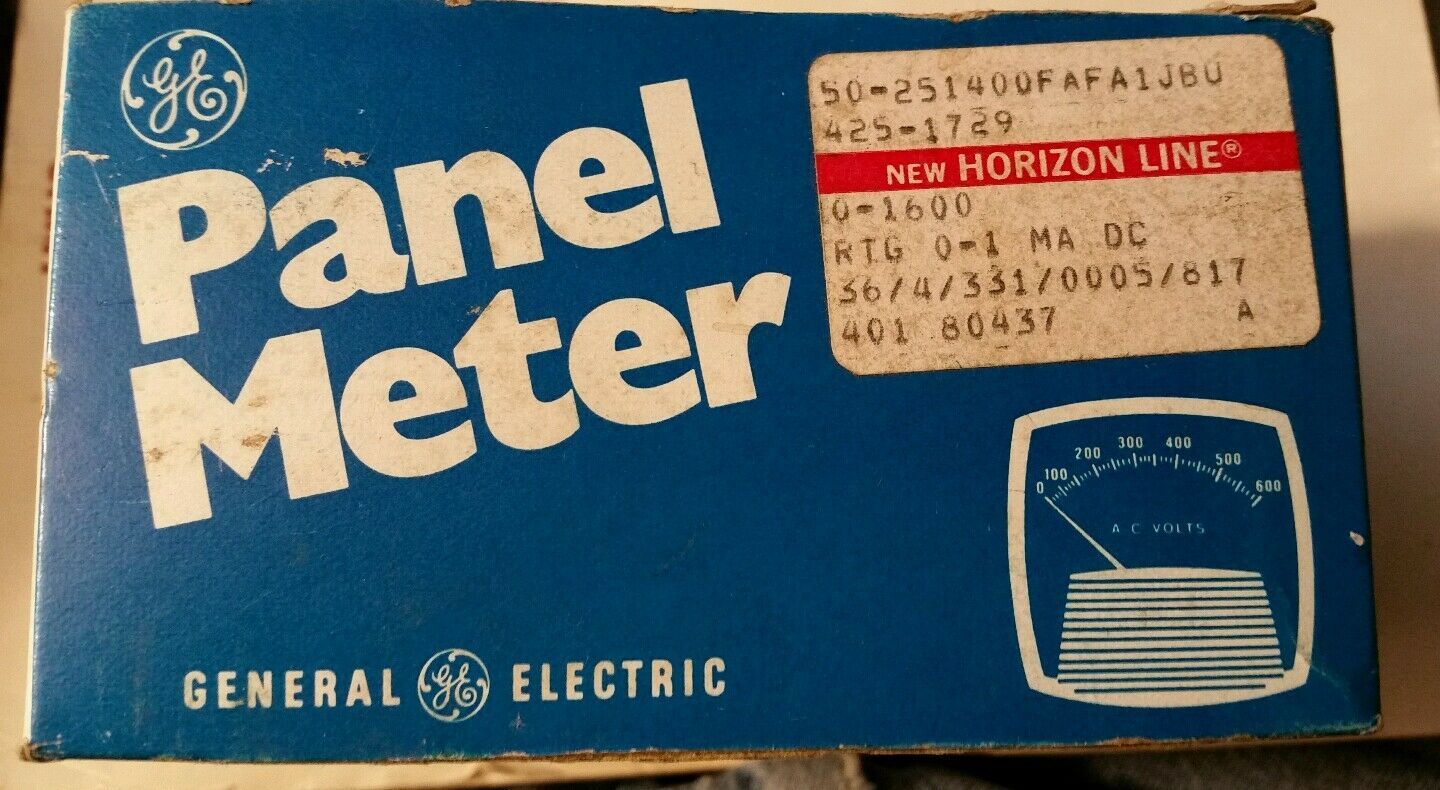 GE
Panel
Meter
50-251400FAFA1JBU
425-1729
NEW HORIZON LINE®
0-1600
RTG 0-1 MA DC
36/4/331/0005/817
401 80437 A
0 100 200 300 400 500 600
A C VOLTS
GENERAL GE ELECTRIC